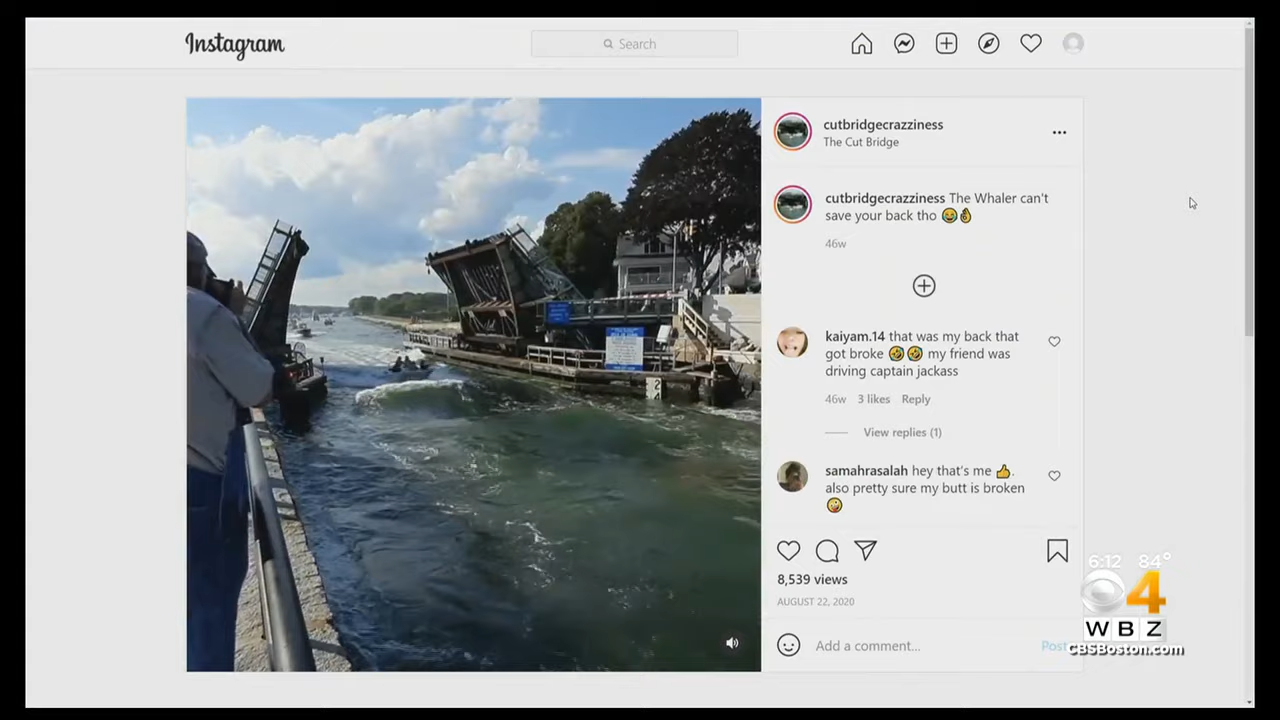 Instagram
Search
cutbridgecrazziness
The Cut Bridge
cutbridgecrazziness The Whaler can't
save your back tho 😂👌
46w
kaiyam.14 that was my back that
got broke 🤣🤣 my friend was
driving captain jackass
46w 3 likes Reply
View replies (1)
samahrasalah hey that's me 👍.
also pretty sure my butt is broken
🤪
8,539 views
AUGUST 22, 2020
Add a comment...
Post
6:12 84°
4
WBZ
CBSBoston.com
2